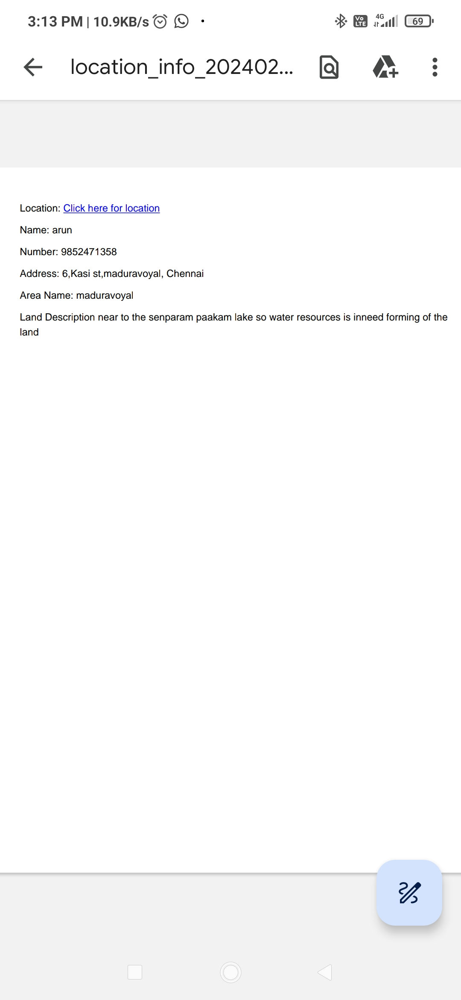 3:13 PM | 10.9KB/s
Vo LTE 4G 69
location_info_202402...
Location: Click here for location
Name: arun
Number: 9852471358
Address: 6,Kasi st,maduravoyal, Chennai
Area Name: maduravoyal
Land Description near to the senparam paakam lake so water resources is inneed forming of the
land